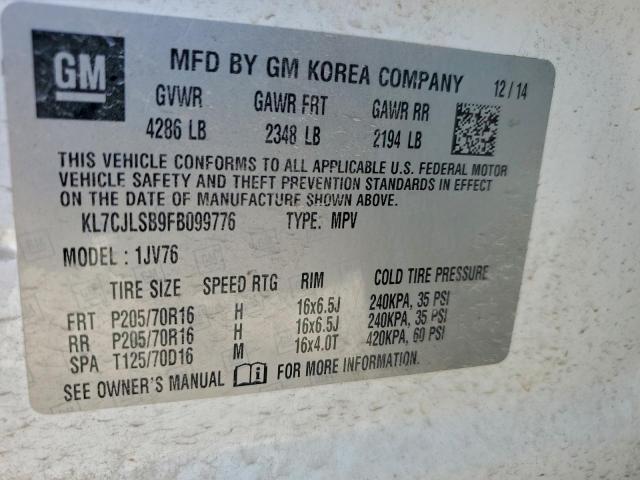 GM
MFD BY GM KOREA COMPANY 12/14
GVWR GAWR FRT GAWR RR
4286 LB 2348 LB 2194 LB
THIS VEHICLE CONFORMS TO ALL APPLICABLE U.S. FEDERAL MOTOR
VEHICLE SAFETY AND THEFT PREVENTION STANDARDS IN EFFECT
ON THE DATE OF MANUFACTURE SHOWN ABOVE.
KL7CJLSB9FB099776 TYPE: MPV
MODEL : 1JV76
TIRE SIZE SPEED RTG RIM COLD TIRE PRESSURE
FRT P205/70R16 H 16x6.5J 240KPA, 35 PSI
RR P205/70R16 H 16x6.5J 240KPA, 35 PSI
SPA T125/70D16 M 16x4.0T 420KPA, 60 PSI
SEE OWNER'S MANUAL FOR MORE INFORMATION.